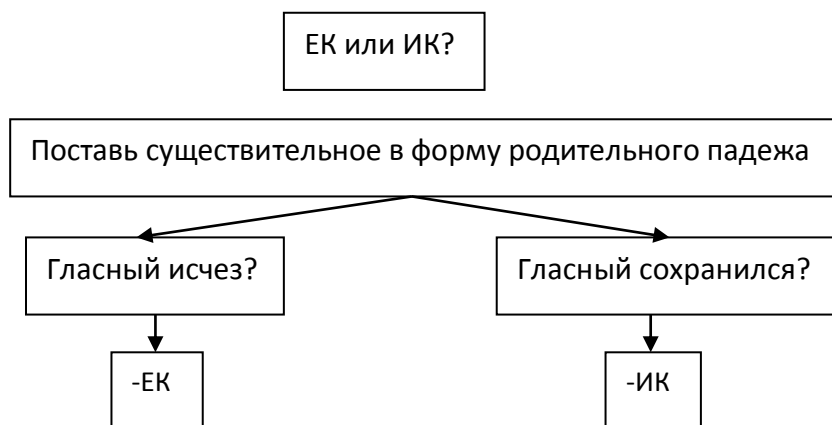 ЕК или ИК?
Поставь существительное в форму родительного падежа
Гласный исчез?
Гласный сохранился?
-ЕК
-ИК